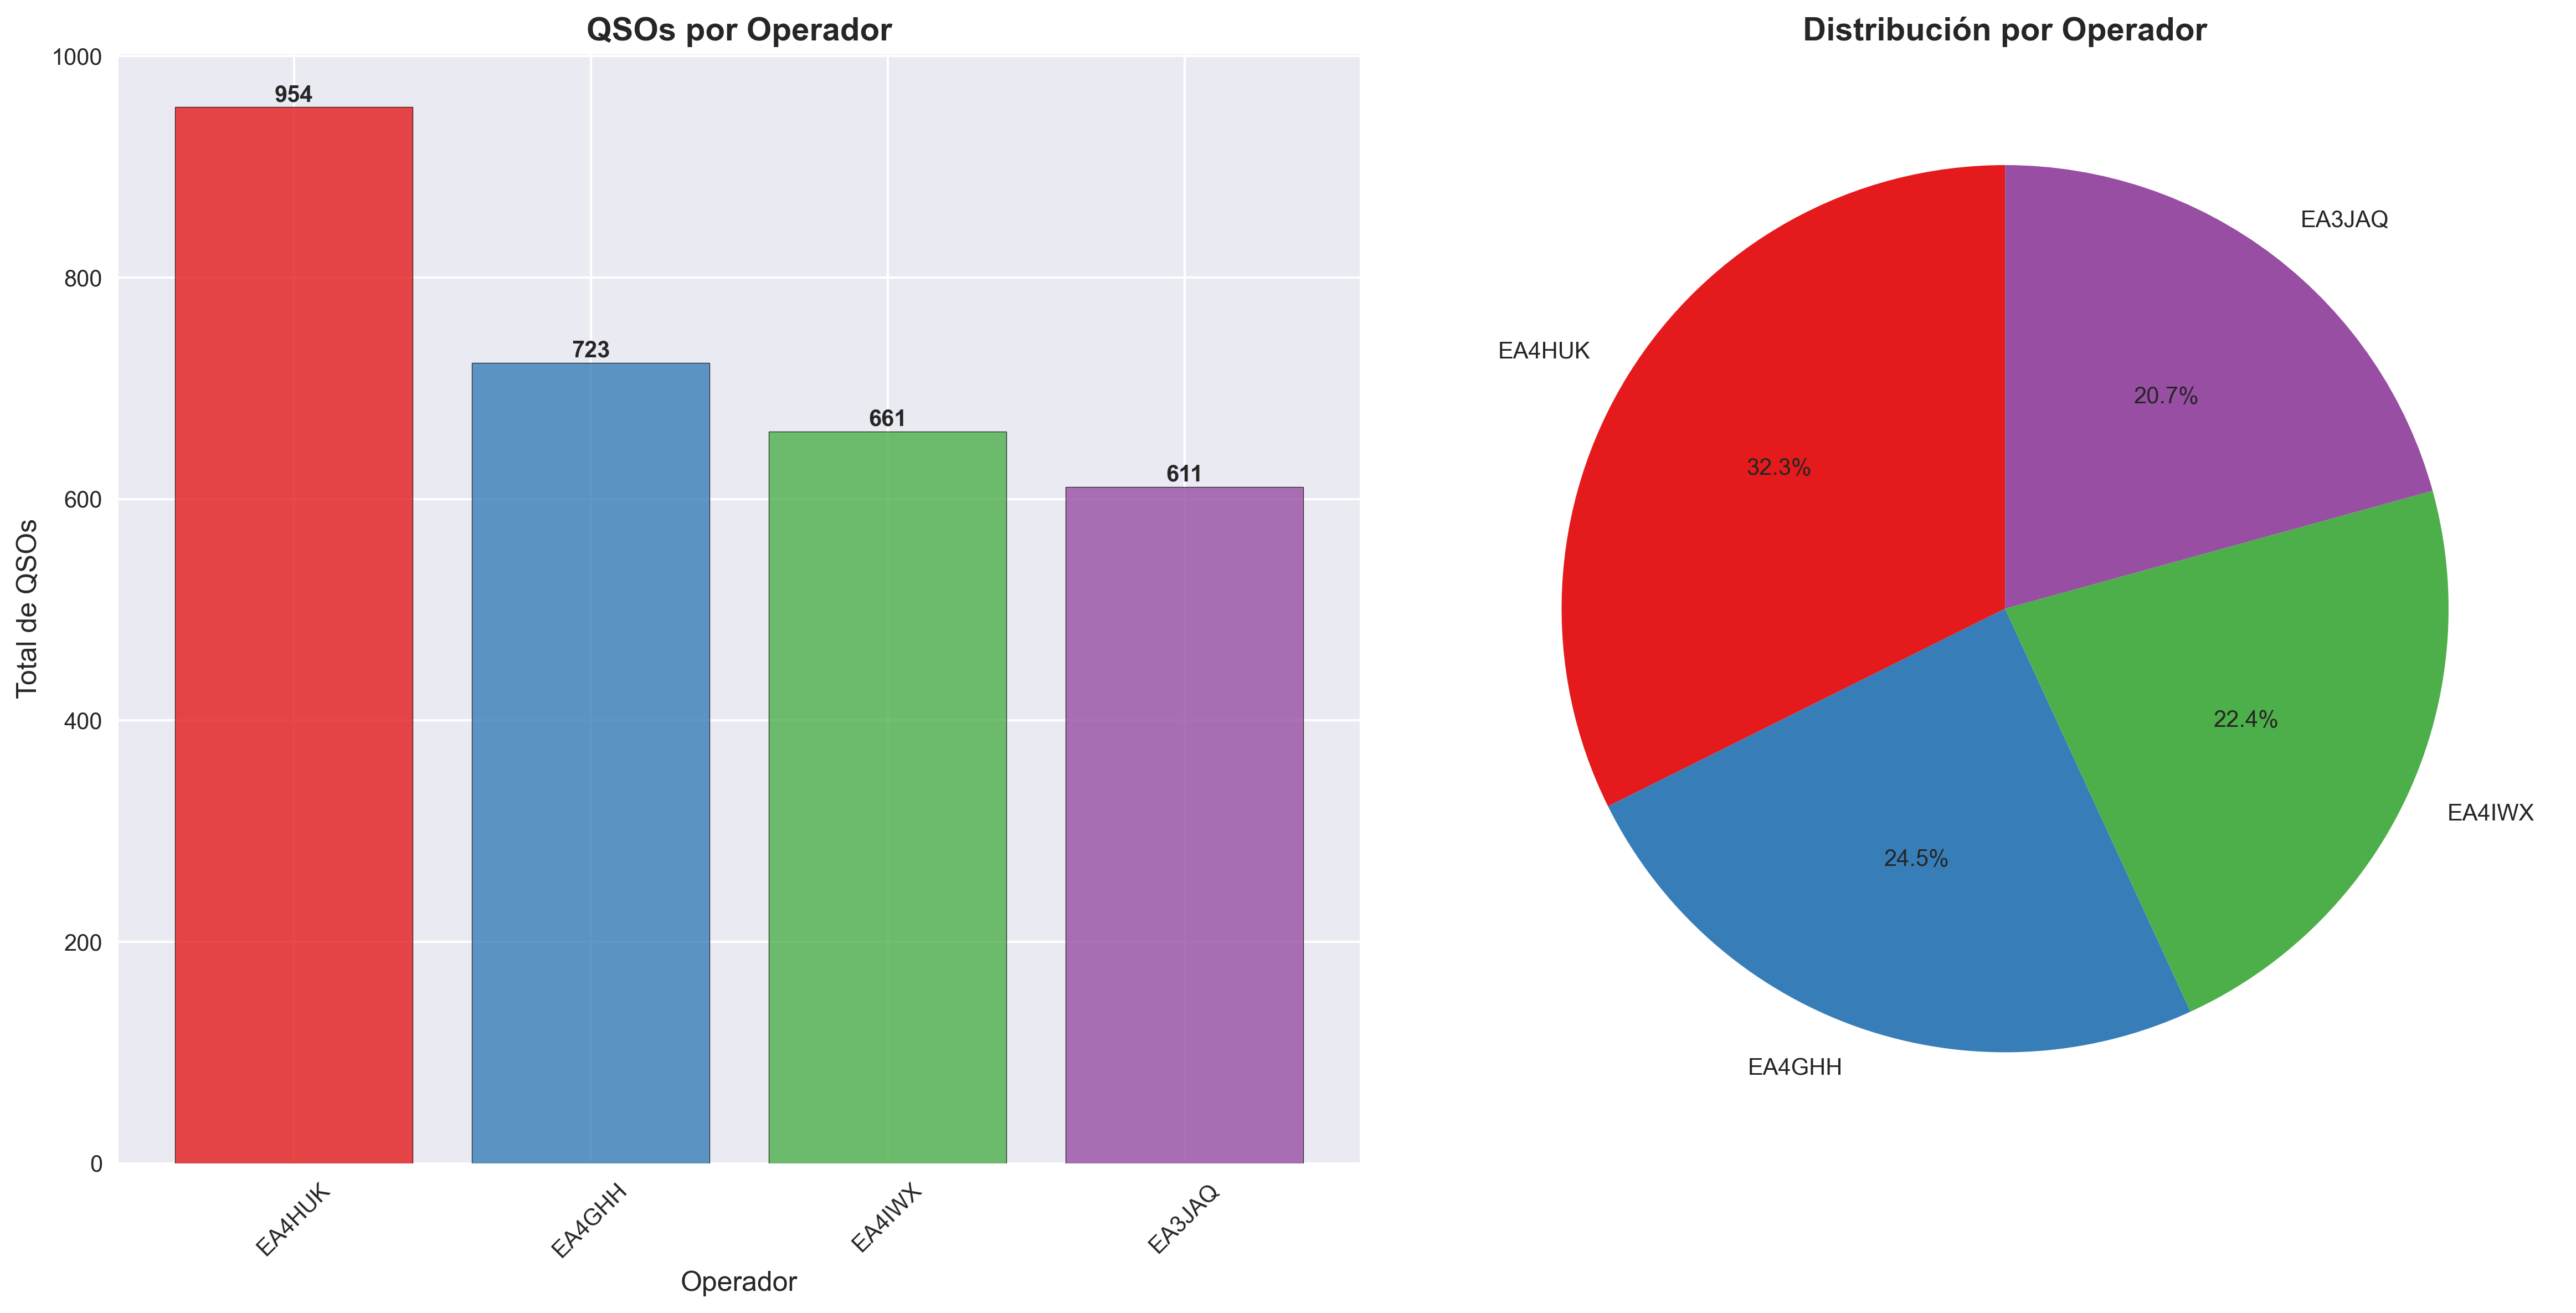 QSOs por Operador
1000
800
600
400
200
0
Total de QSOs
954
723
661
611
EA4HUK
EA4GHH
EA4IWX
EA3JAQ
Operador
Distribución por Operador
EA3JAQ
EA4HUK
20.7%
32.3%
22.4%
EA4IWX
24.5%
EA4GHH